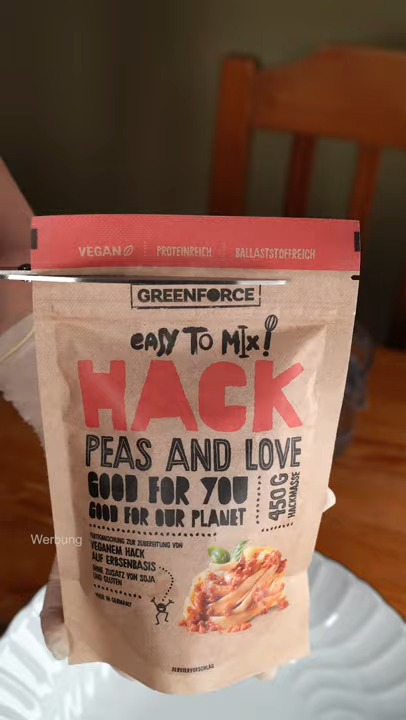 VEGAN PROTEINREICH BALLASTSTOFFREICH
GREENFORCE
eASY TO MIx!
HACK
PEAS AND LOVE
GOOD FOR YOU
GOOD FOR OUR PLANET
450 G
HACKMASSE
ZUR ZUBEREITUNG VON
VEGANEM HACK
AUF ERBSENBASIS
OHNE ZUSATZ VON SOJA
UND GLUTEN
MADE IN GERMANY
SERVIERVORSCHLAG
Werbung